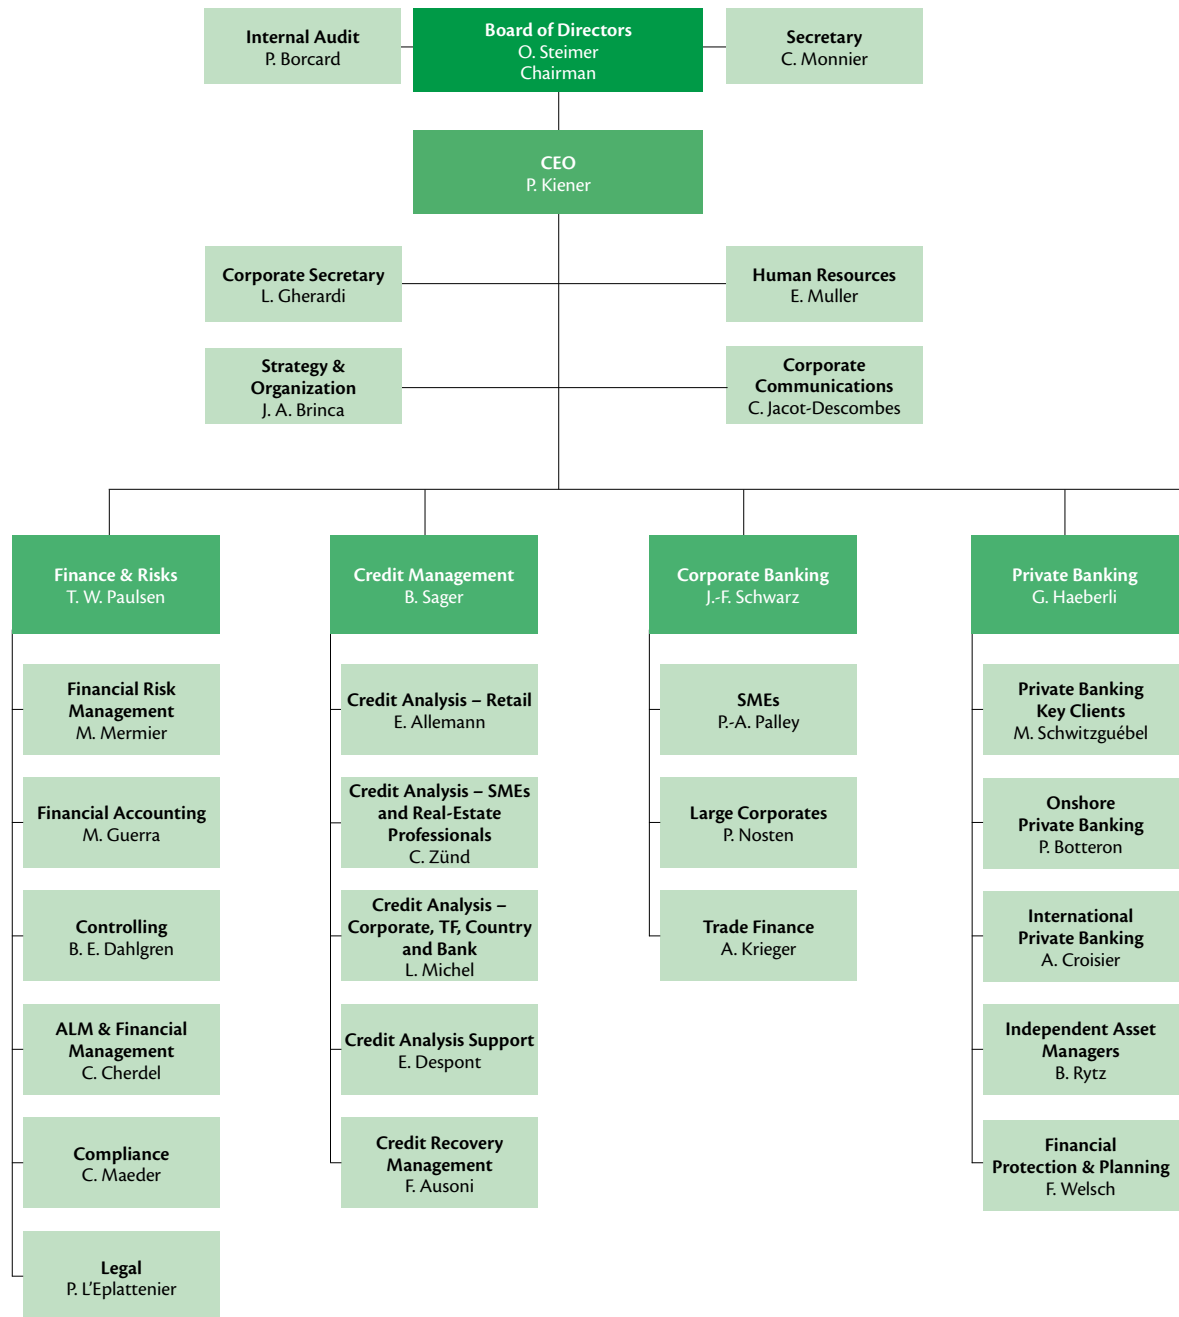 Internal Audit
P. Borcard
Board of Directors
O. Steimer
Chairman
Secretary
C. Monnier
CEO
P. Kiener
Corporate Secretary
L. Gherardi
Human Resources
E. Muller
Strategy &
Organization
J. A. Brinca
Corporate
Communications
C. Jacot-Descombes
Finance & Risks
T. W. Paulsen
Credit Management
B. Sager
Corporate Banking
J.-F. Schwarz
Private Banking
G. Haeberli
Financial Risk
Management
M. Mermier
Financial Accounting
M. Guerra
Controlling
B. E. Dahlgren
ALM & Financial
Management
C. Cherdel
Compliance
C. Maeder
Legal
P. L'Eplattenier
Credit Analysis – Retail
E. Allemann
Credit Analysis – SMEs
and Real-Estate
Professionals
C. Zünd
Credit Analysis –
Corporate, TF, Country
and Bank
L. Michel
Credit Analysis Support
E. Despont
Credit Recovery
Management
F. Ausoni
SMEs
P.-A. Palley
Large Corporates
P. Nosten
Trade Finance
A. Krieger
Private Banking
Key Clients
M. Schwitzguébel
Onshore
Private Banking
P. Botteron
International
Private Banking
A. Croisier
Independent Asset
Managers
B. Rytz
Financial
Protection & Planning
F. Welsch